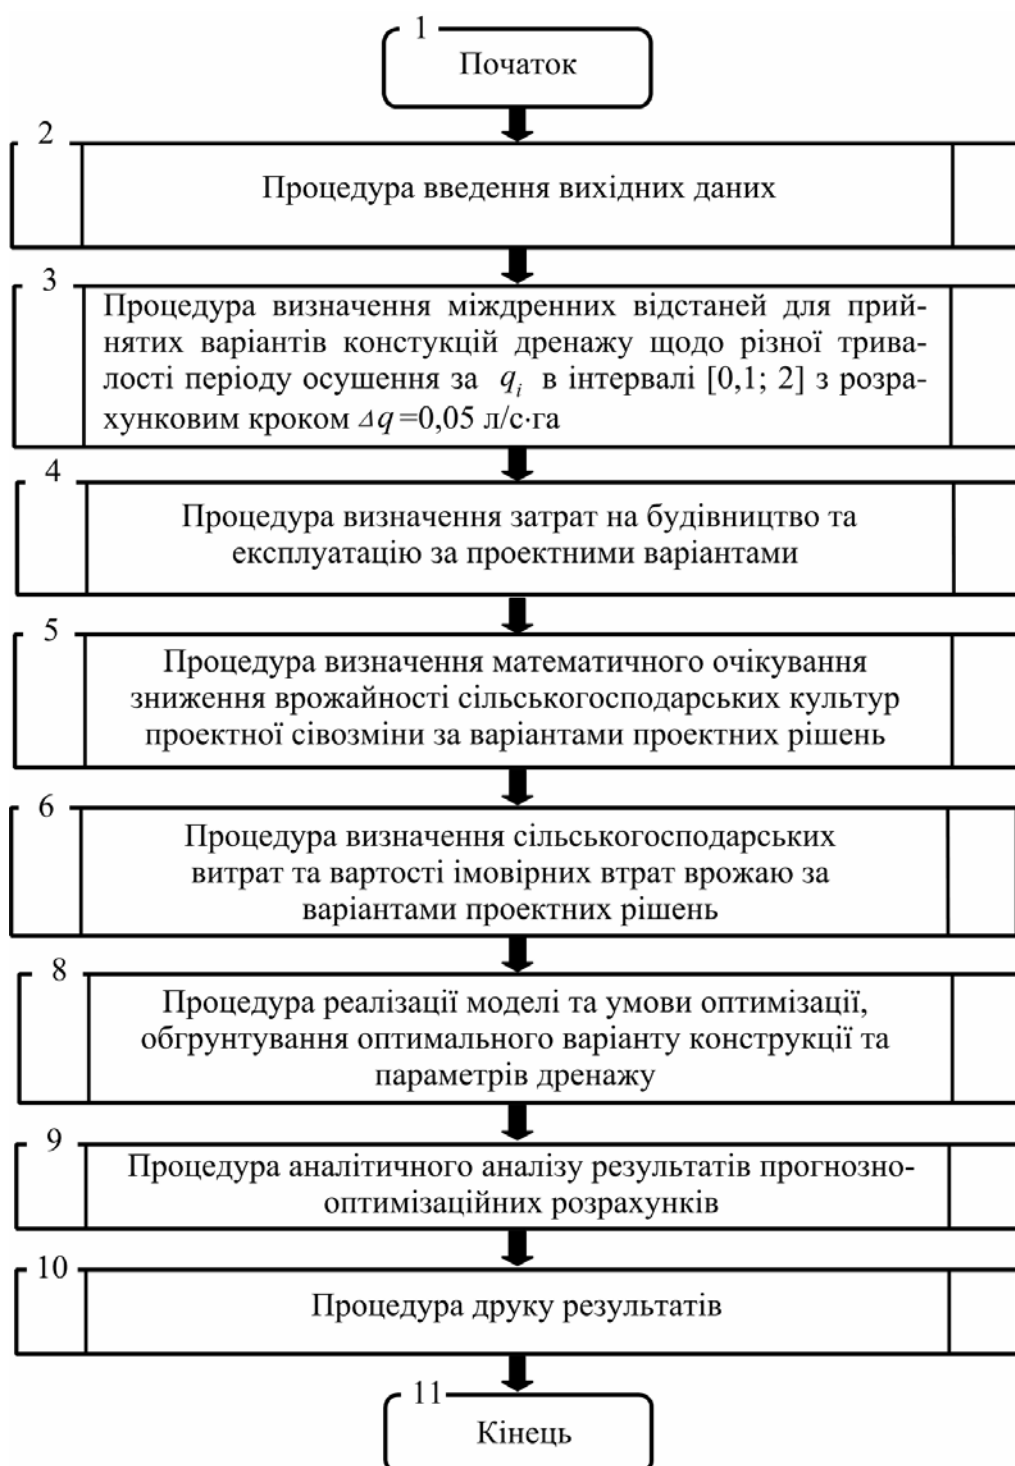 1
Початок
2
Процедура введення вихідних даних
3
Процедура визначення міждренних відстаней для прий-
нятих варіантів констукцій дренажу щодо різної трива-
лості періоду осушення за q_i в інтервалі [0,1; 2] з розра-
хунковим кроком Δq=0,05 л/с·га
4
Процедура визначення затрат на будівництво та
експлуатацію за проектними варіантами
5
Процедура визначення математичного очікування
зниження врожайності сільськогосподарських культур
проектної сівозміни за варіантами проектних рішень
6
Процедура визначення сільськогосподарських
витрат та вартості імовірних втрат врожаю за
варіантами проектних рішень
8
Процедура реалізації моделі та умови оптимізації,
обгрунтування оптимального варіанту конструкції та
параметрів дренажу
9
Процедура аналітичного аналізу результатів прогнозно-
оптимізаційних розрахунків
10
Процедура друку результатів
11
Кінець